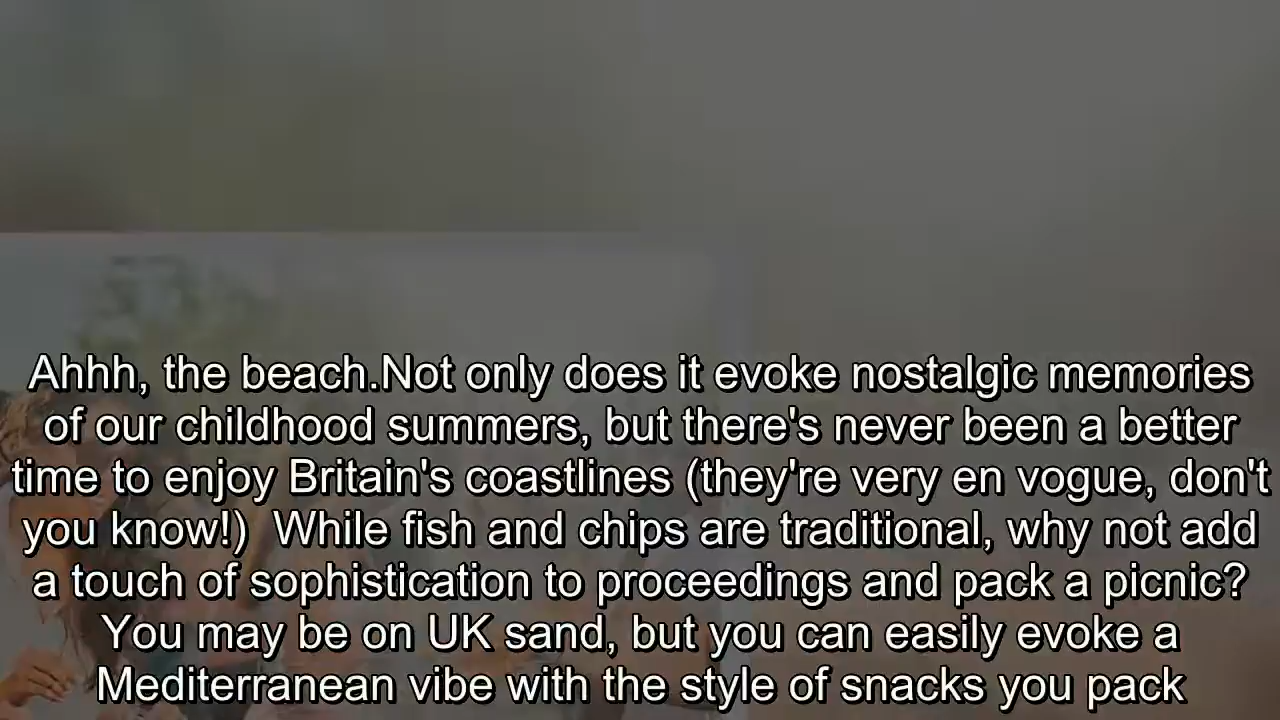 Ahhh, the beach.Not only does it evoke nostalgic memories
of our childhood summers, but there's never been a better
time to enjoy Britain's coastlines (they're very en vogue, don't
you know!)  While fish and chips are traditional, why not add
a touch of sophistication to proceedings and pack a picnic?
You may be on UK sand, but you can easily evoke a
Mediterranean vibe with the style of snacks you pack